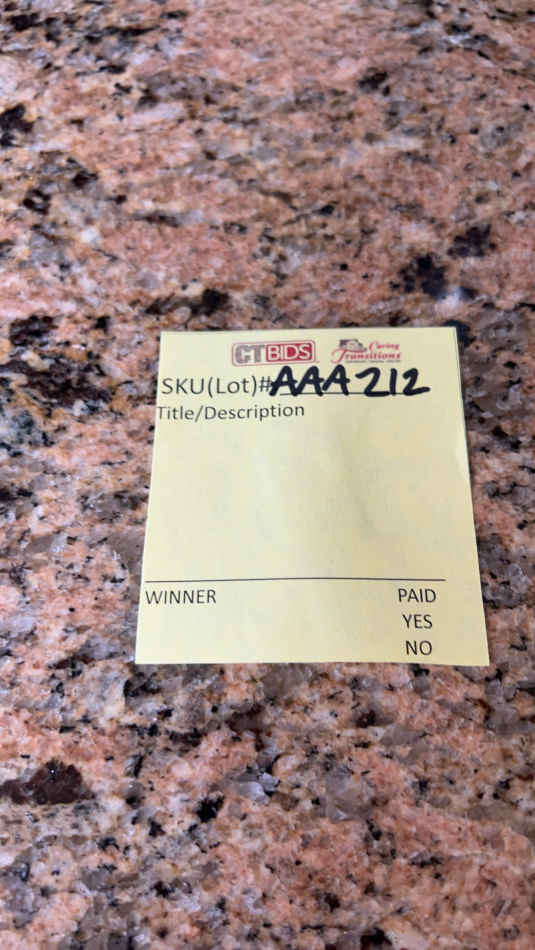 CTBIDS Caring Transitions
SKU(Lot)#AAA212
Title/Description
WINNER PAID
YES
NO